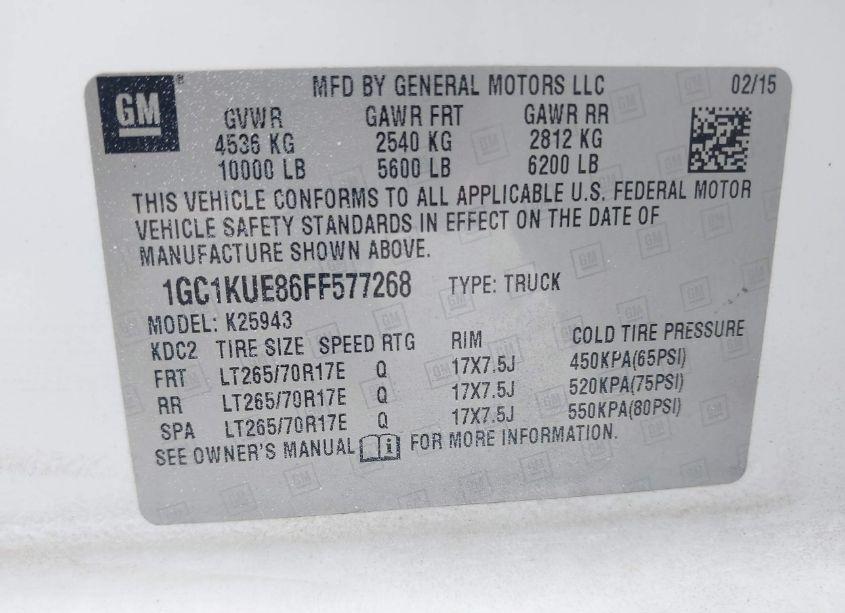 GM® MFD BY GENERAL MOTORS LLC 02/15
GVWR GAWR FRT GAWR RR
4536 KG 2540 KG 2812 KG
10000 LB 5600 LB 6200 LB
THIS VEHICLE CONFORMS TO ALL APPLICABLE U.S. FEDERAL MOTOR
VEHICLE SAFETY STANDARDS IN EFFECT ON THE DATE OF
MANUFACTURE SHOWN ABOVE.
1GC1KUE86FF577268 TYPE: TRUCK
MODEL: K25943
KDC2 TIRE SIZE SPEED RTG RIM COLD TIRE PRESSURE
FRT LT265/70R17E Q 17X7.5J 450KPA(65PSI)
RR LT265/70R17E Q 17X7.5J 520KPA(75PSI)
SPA LT265/70R17E Q 17X7.5J 550KPA(80PSI)
SEE OWNER'S MANUAL i FOR MORE INFORMATION.